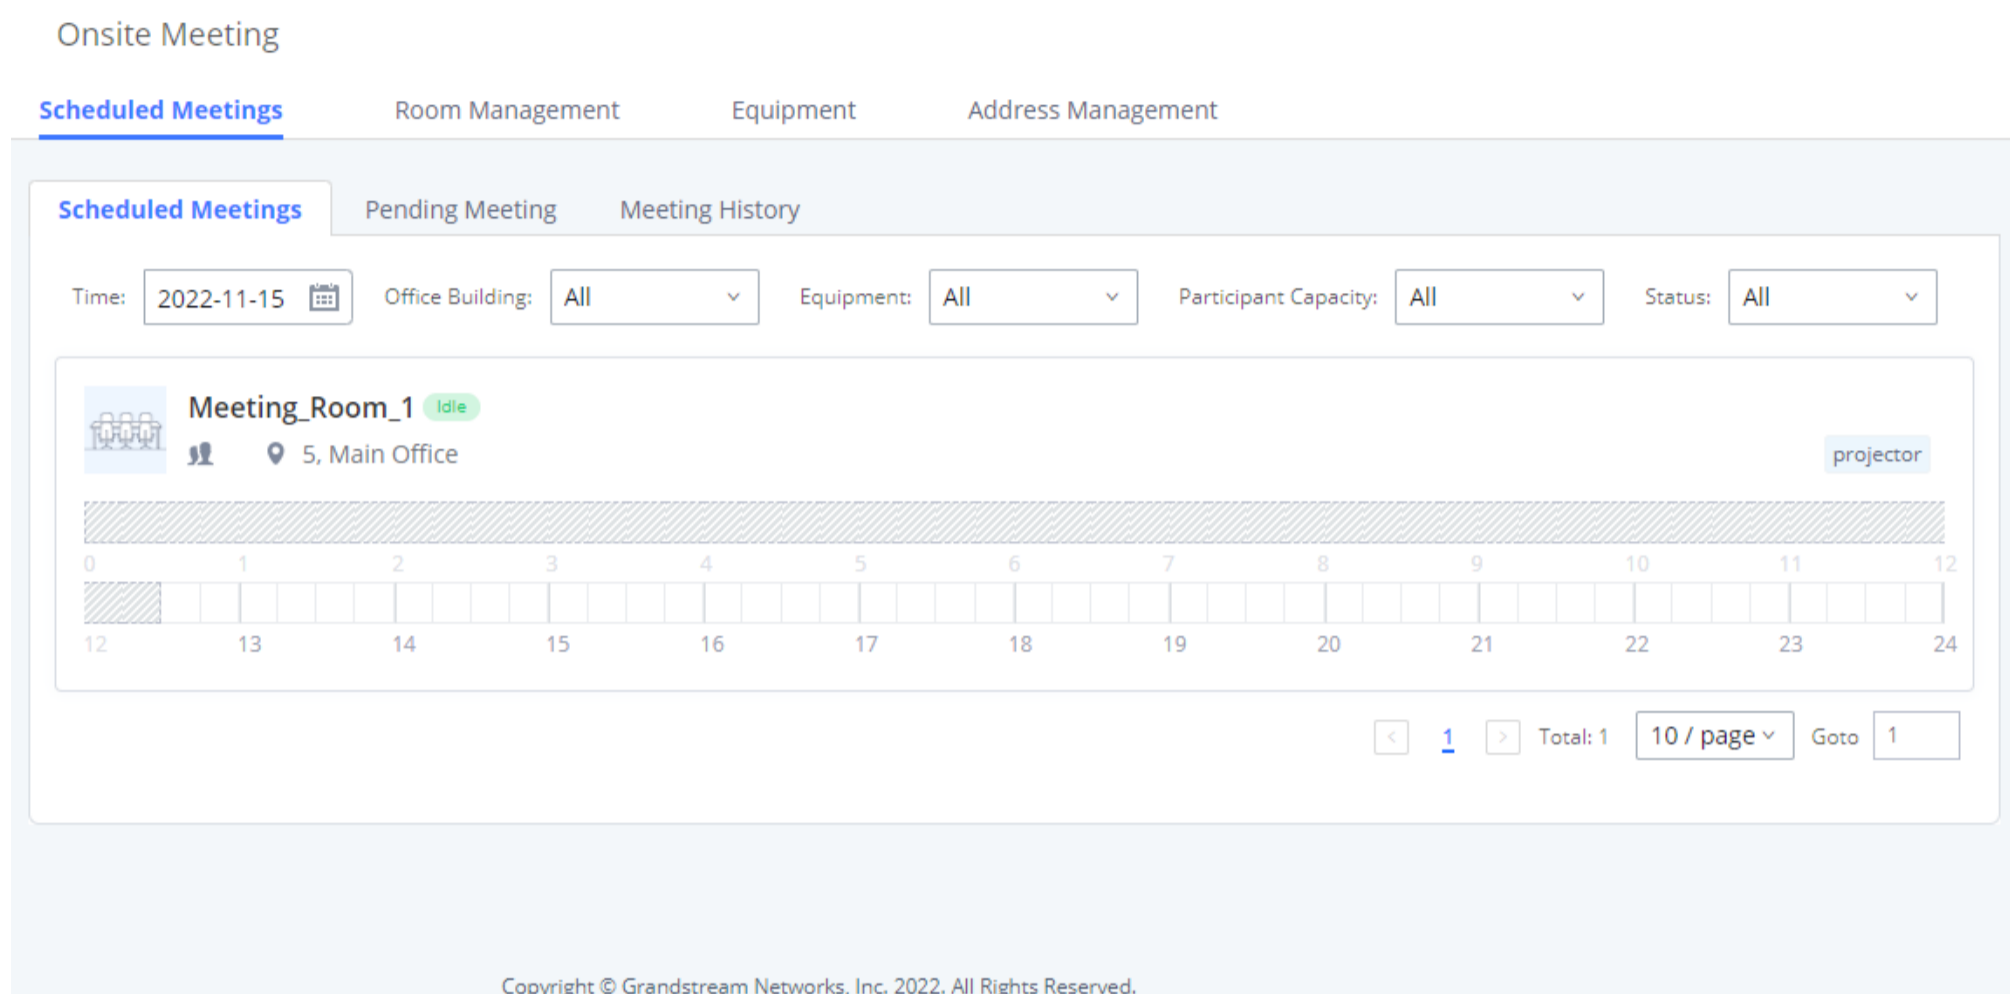 Onsite Meeting
Scheduled Meetings Room Management Equipment Address Management
Scheduled Meetings Pending Meeting Meeting History
Time: 2022-11-15 Office Building: All Equipment: All Participant Capacity: All Status: All
Meeting_Room_1 Idle
5, Main Office projector
0 1 2 3 4 5 6 7 8 9 10 11 12
12 13 14 15 16 17 18 19 20 21 22 23 24
< 1 > Total: 1 10 / page Goto 1
Copyright © Grandstream Networks, Inc. 2022. All Rights Reserved.